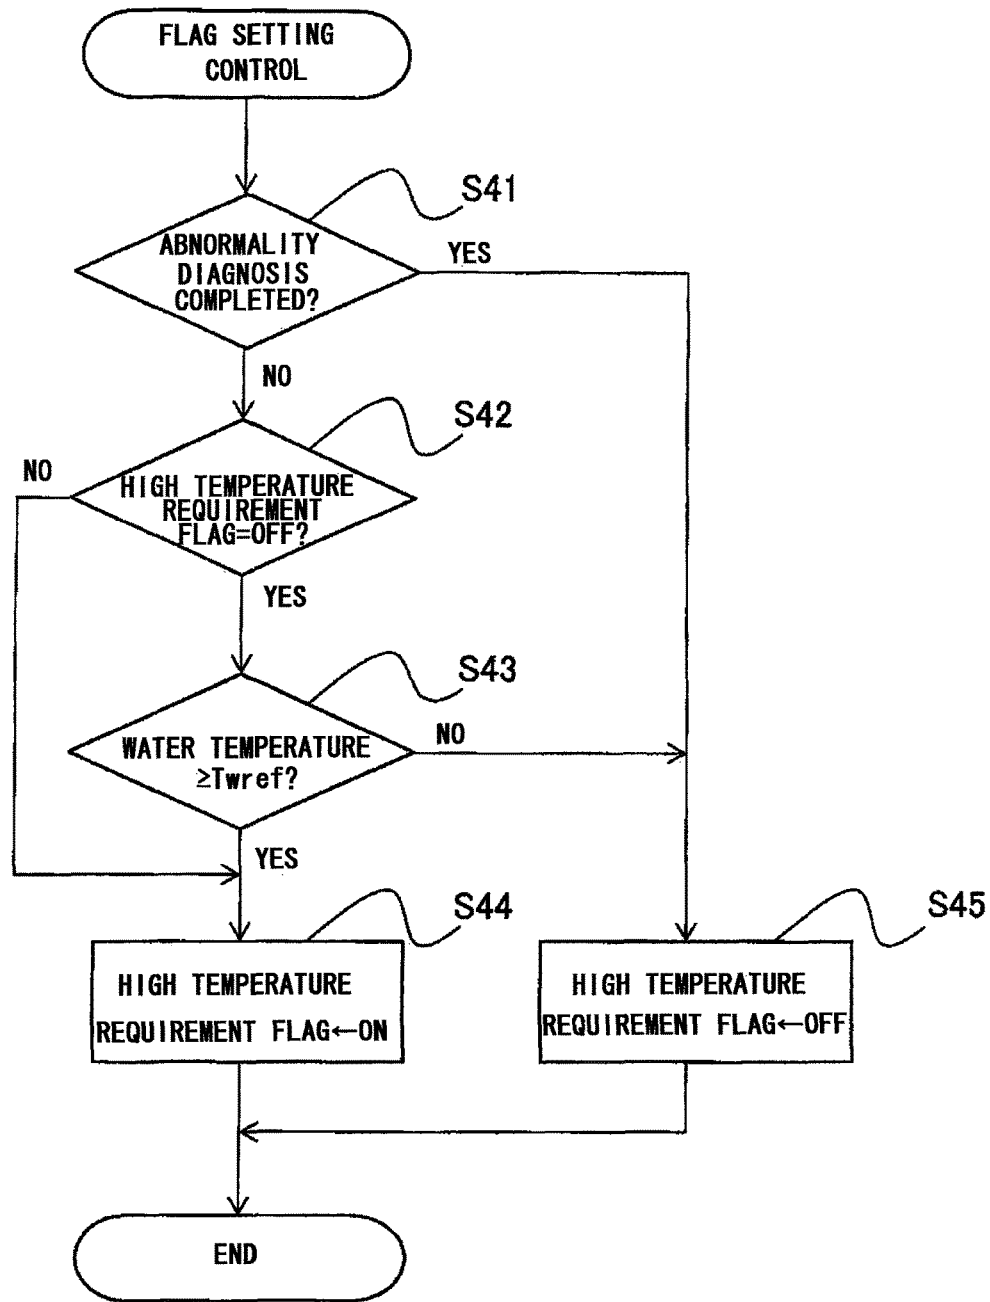 FLAG SETTING
CONTROL
S41
ABNORMALITY
DIAGNOSIS
COMPLETED?
YES
NO
S42
NO
HIGH TEMPERATURE
REQUIREMENT
FLAG=OFF?
YES
S43
WATER TEMPERATURE
≥Twref?
NO
YES
S44
HIGH TEMPERATURE
REQUIREMENT FLAG←ON
S45
HIGH TEMPERATURE
REQUIREMENT FLAG←OFF
END